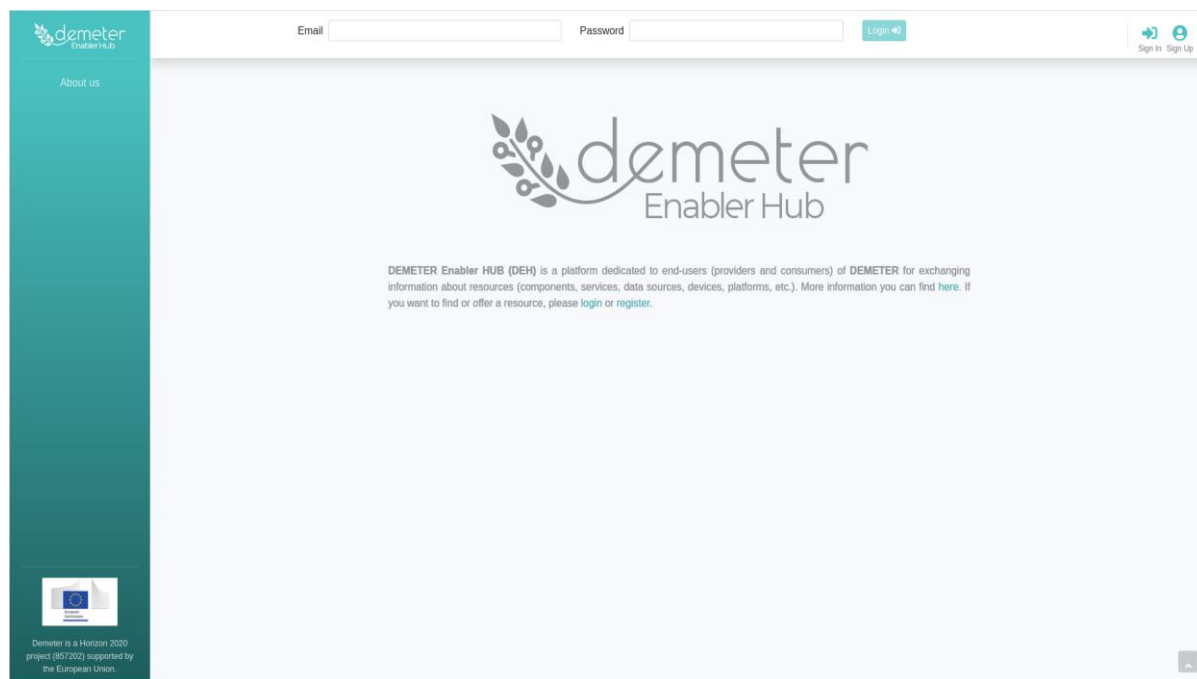 demeter
Enabler Hub
About us
Email
Password
Login
Sign In
Sign Up
demeter
Enabler Hub
DEMETER Enabler HUB (DEH) is a platform dedicated to end-users (providers and consumers) of DEMETER for exchanging
information about resources (components, services, data sources, devices, platforms, etc.). More information you can find here. If
you want to find or offer a resource, please login or register.
European
Commission
Demeter is a Horizon 2020
project (857202) supported by
the European Union.